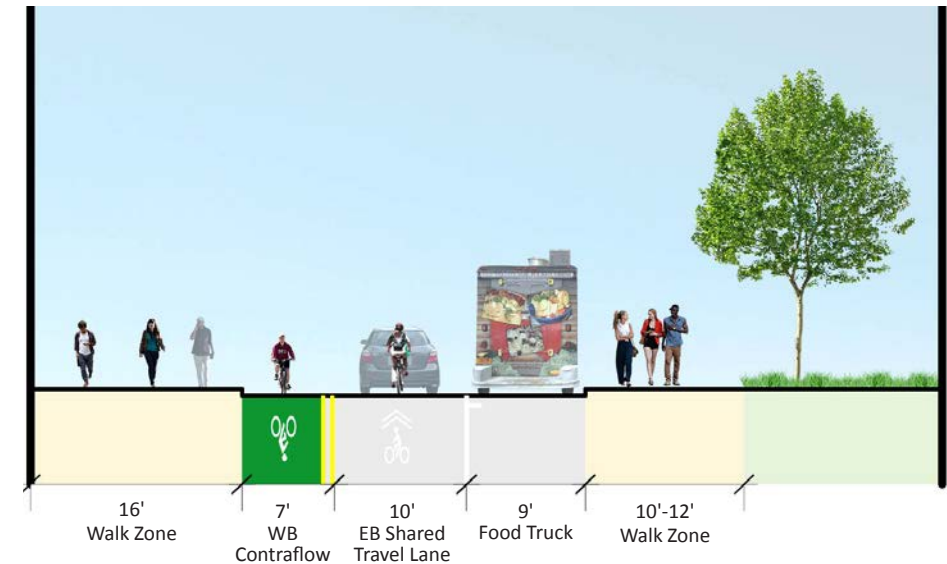 16'
Walk Zone
7'
WB
Contraflow
10'
EB Shared
Travel Lane
9'
Food Truck
10'-12'
Walk Zone